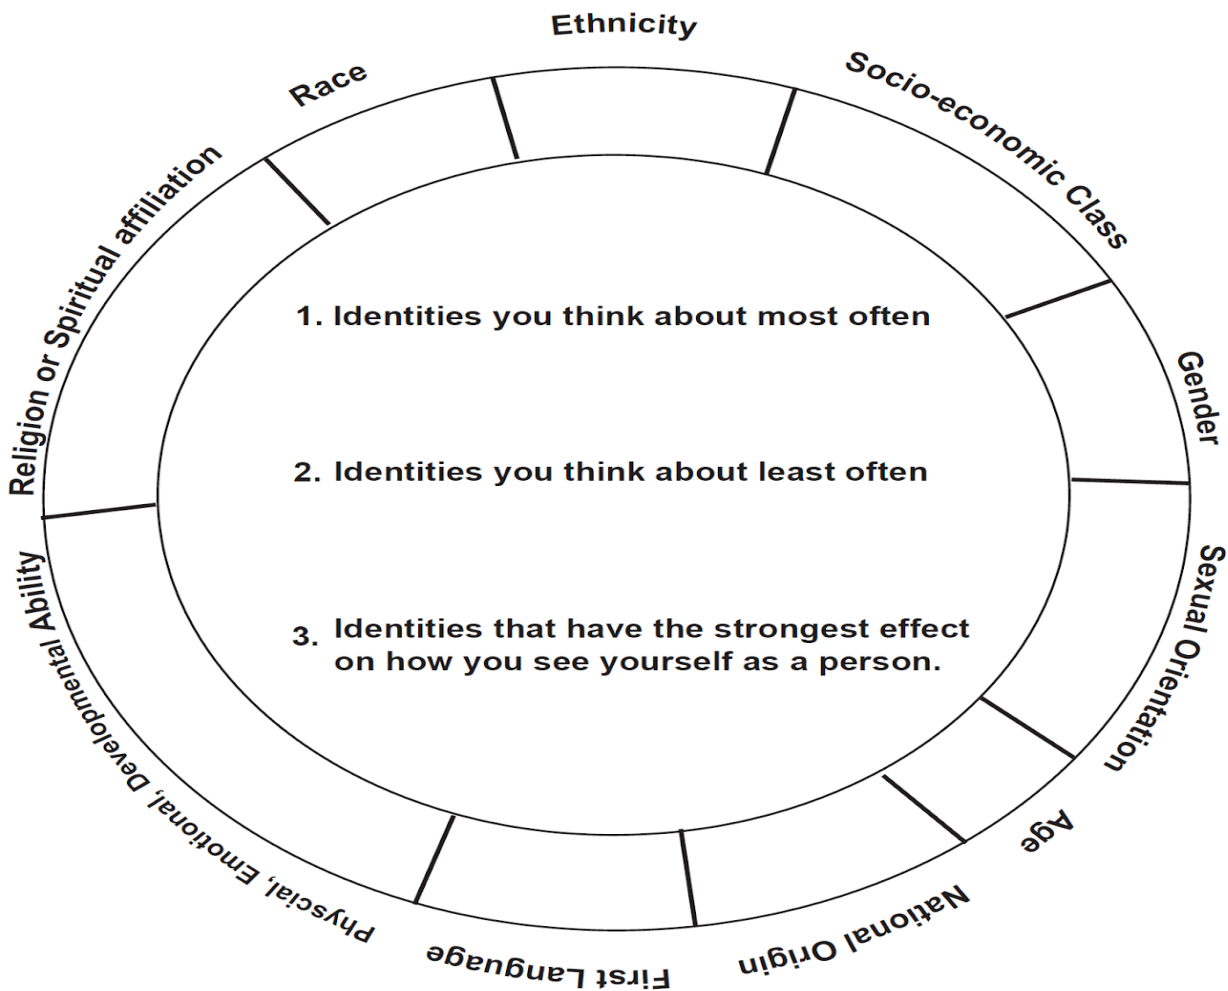 Ethnicity
Socio-economic Class
Gender
Sexual Orientation
Age
National Origin
First Language
Physcial, Emotional, Developmental Ability
Religion or Spiritual affiliation
Race
1. Identities you think about most often
2. Identities you think about least often
3. Identities that have the strongest effect
on how you see yourself as a person.